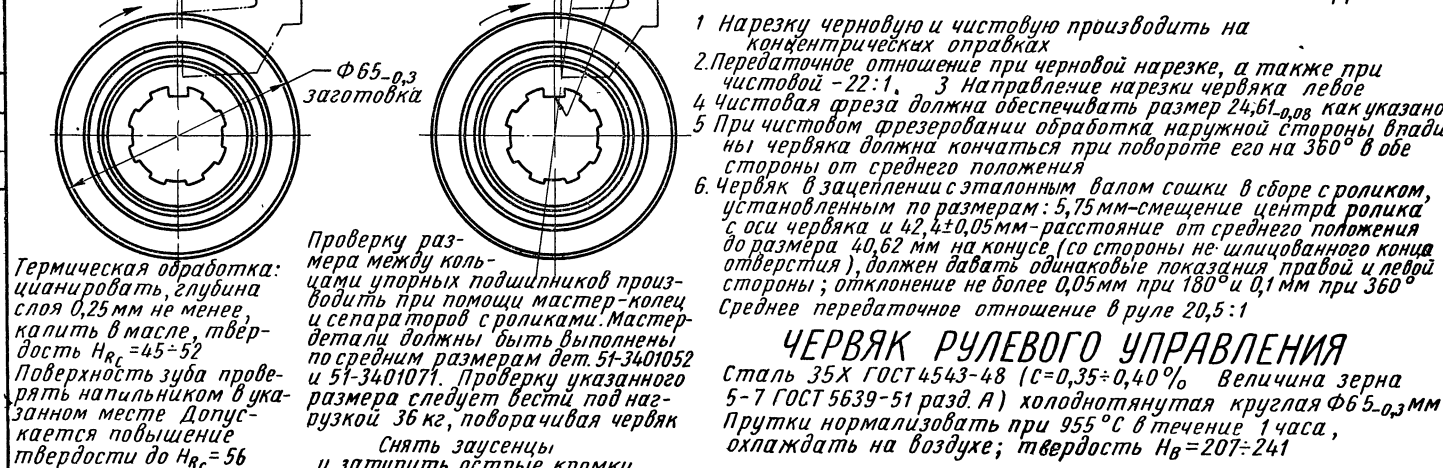 Ф65₋₀,₃
заготовка
Термическая обработка:
цианировать, глубина
слоя 0,25 мм не менее,
калить в масле, твер-
дость HRc=45÷52
Поверхность зуба прове-
рять напильником в ука-
занном месте Допус-
кается повышение
твердости до HRc=56
Проверку раз-
мера между коль-
цами упорных подшипников произ-
водить при помощи мастер-колец
и сепараторов с роликами. Мастер-
детали должны быть выполнены
по средним размерам дет. 51-3401052
и 51-3401071. Проверку указанного
размера следует вести под наг-
рузкой 36 кг, поворачивая червяк
Снять заусенцы
и затупить острые кромки
1 Нарезку черновую и чистовую производить на
концентрических оправках
2. Передаточное отношение при черновой нарезке, а также при
чистовой -22:1. 3 Направление нарезки червяка левое
4 Чистовая фреза должна обеспечивать размер 24,61₋₀,₀₈ как указано
5 При чистовом фрезеровании обработка наружной стороны впади
ны червяка должна кончаться при повороте его на 360° в обе
стороны от среднего положения
6. Червяк в зацеплении с эталонным валом сошки в сборе с роликом,
установленным по размерам: 5,75 мм-смещение центра ролика
с оси червяка и 42,4±0,05мм-расстояние от среднего положения
до размера 40,62 мм на конусе (со стороны не шлицованного конца
отверстия), должен давать одинаковые показания правой и левой
стороны; отклонение не более 0,05мм при 180° и 0,1 мм при 360°
Среднее передаточное отношение в руле 20,5:1
ЧЕРВЯК РУЛЕВОГО УПРАВЛЕНИЯ
Сталь 35Х ГОСТ 4543-48 (С=0,35÷0,40% Величина зерна
5-7 ГОСТ 5639-51 разд. А) холоднотянутая круглая Ф65₋₀,₃ мм
Прутки нормализовать при 955°С в течение 1 часа,
охлаждать на воздухе; твердость HB=207÷241